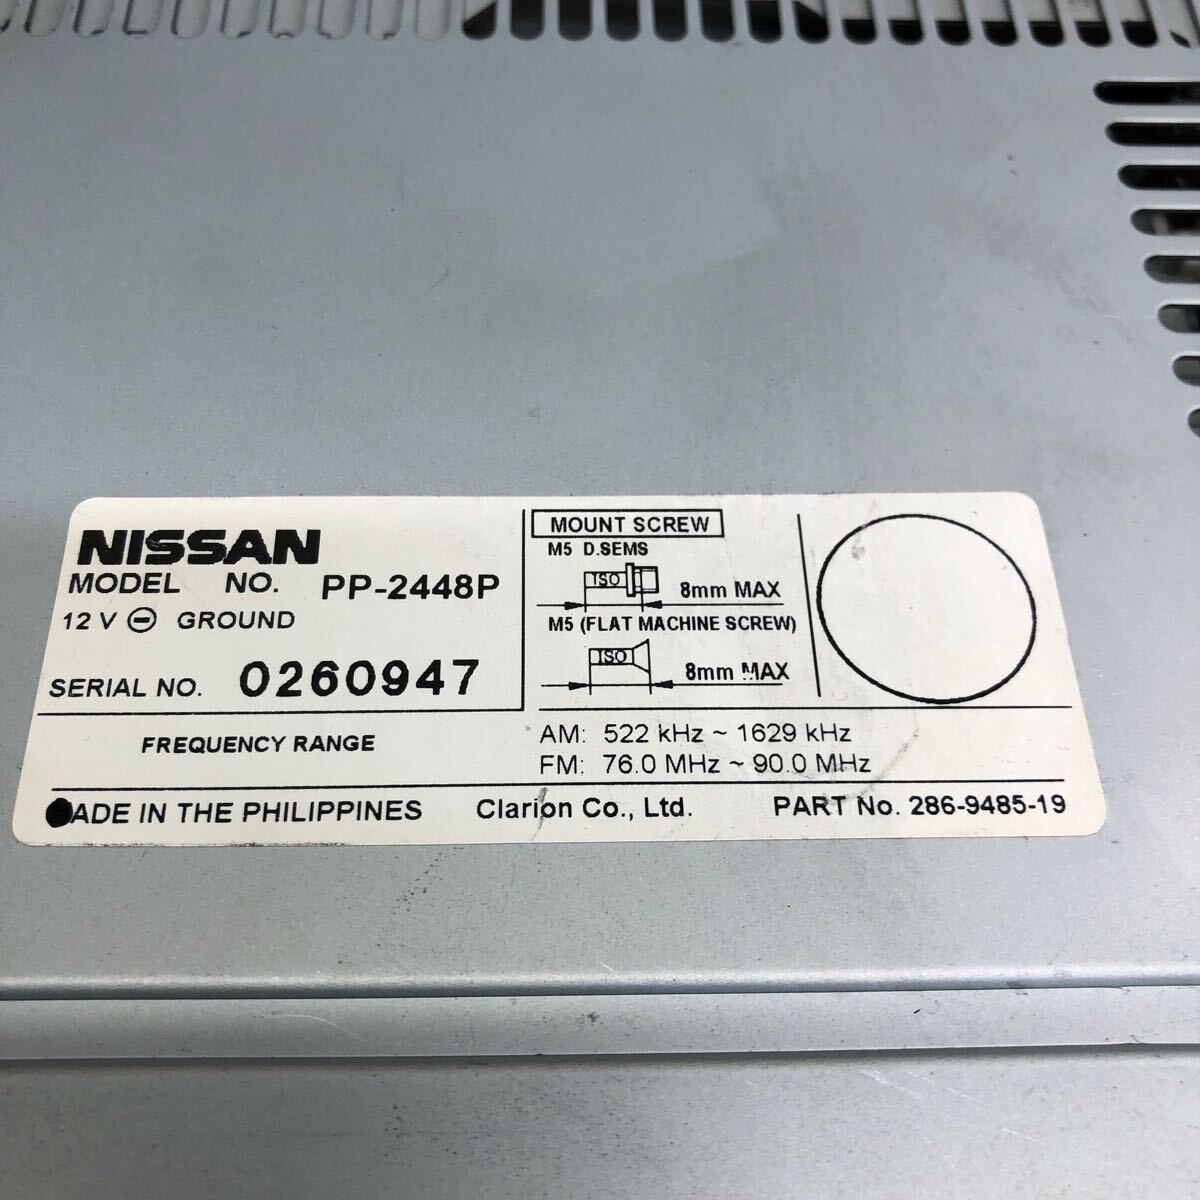 NISSAN
MODEL NO. PP-2448P
12 V ⊖ GROUND
SERIAL NO. 0260947
MOUNT SCREW
M5 D.SEMS
ISO 8mm MAX
M5 (FLAT MACHINE SCREW)
ISO 8mm MAX
FREQUENCY RANGE
AM: 522 kHz ~ 1629 kHz
FM: 76.0 MHz ~ 90.0 MHz
ADE IN THE PHILIPPINES Clarion Co., Ltd. PART No. 286-9485-19